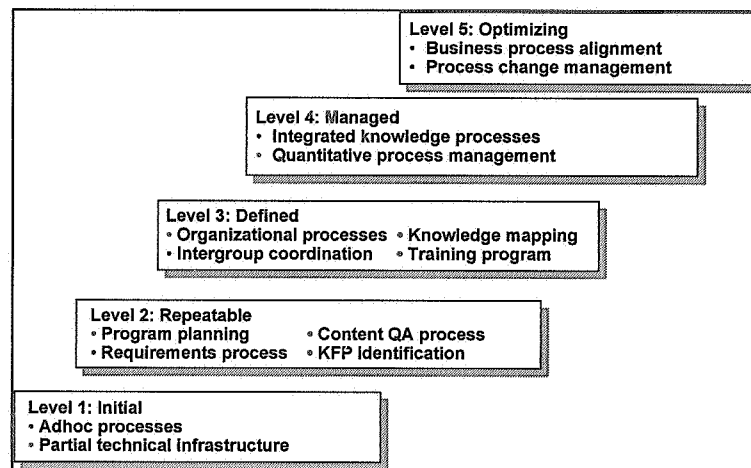 Level 5: Optimizing
• Business process alignment
• Process change management
Level 4: Managed
• Integrated knowledge processes
• Quantitative process management
Level 3: Defined
• Organizational processes • Knowledge mapping
• Intergroup coordination • Training program
Level 2: Repeatable
• Program planning • Content QA process
• Requirements process • KFP identification
Level 1: Initial
• Adhoc processes
• Partial technical infrastructure